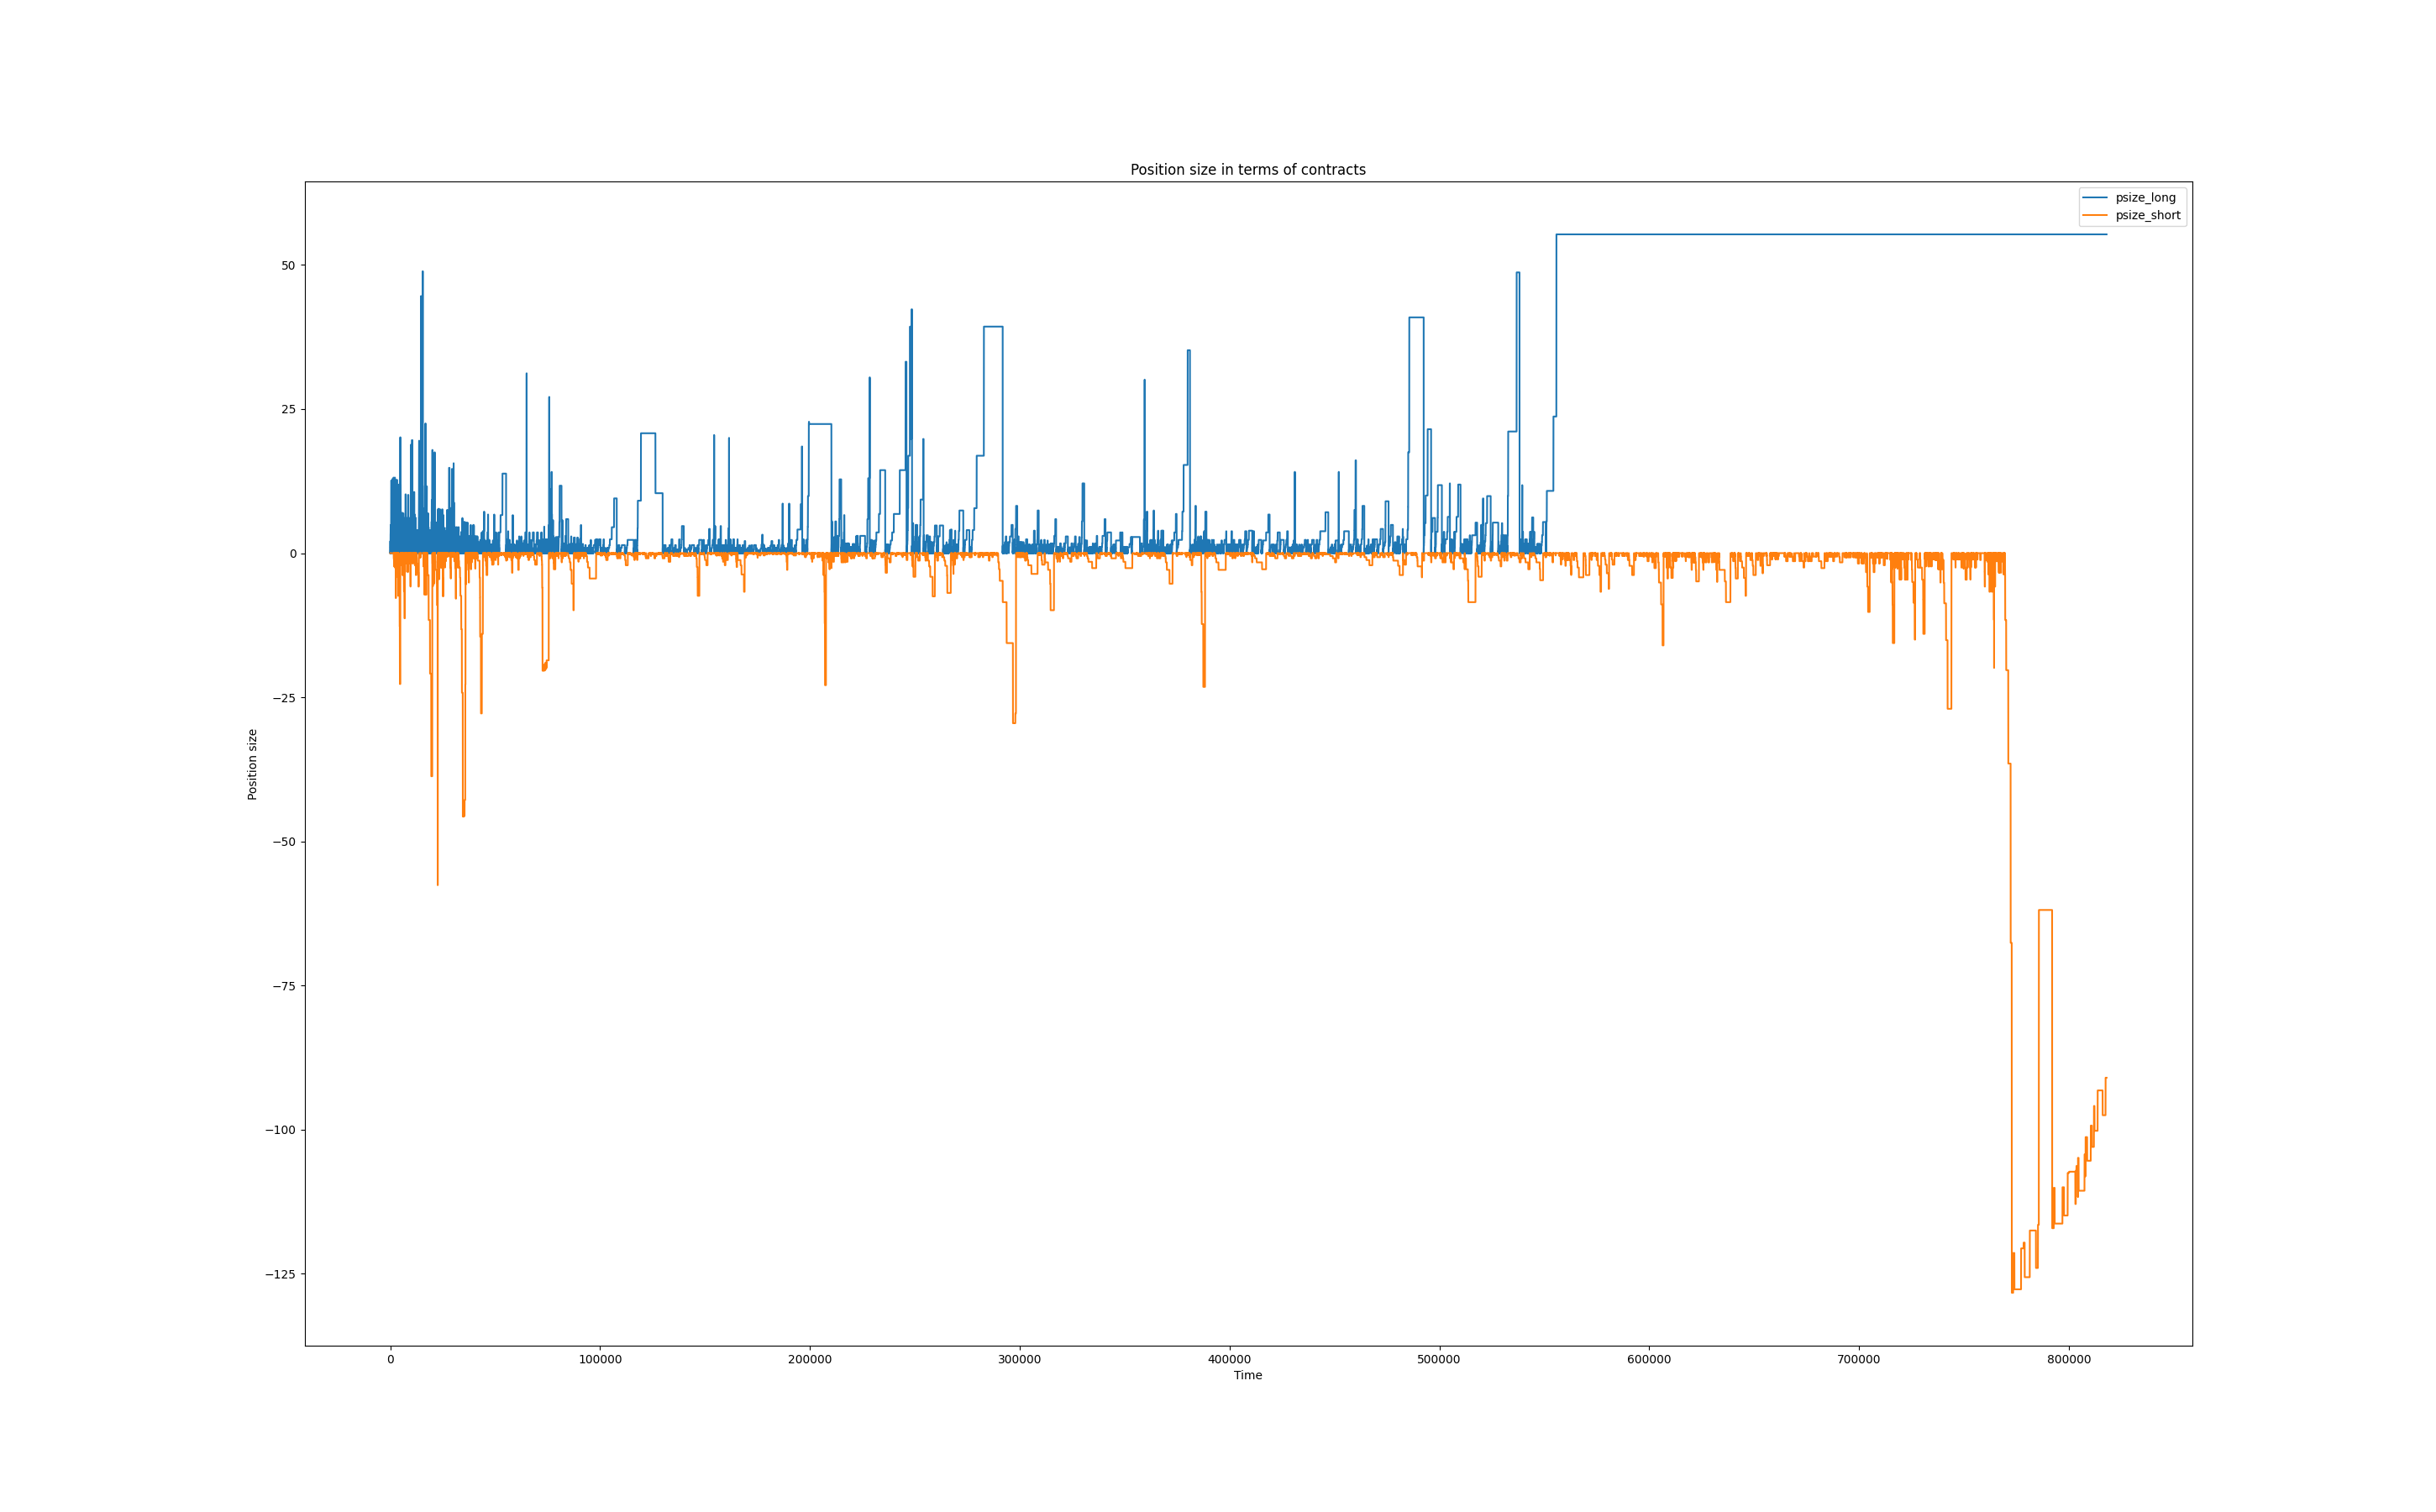 Position size in terms of contracts
psize_long
psize_short
50
25
0
−25
−50
−75
−100
−125
Position size
0 100000 200000 300000 400000 500000 600000 700000 800000
Time